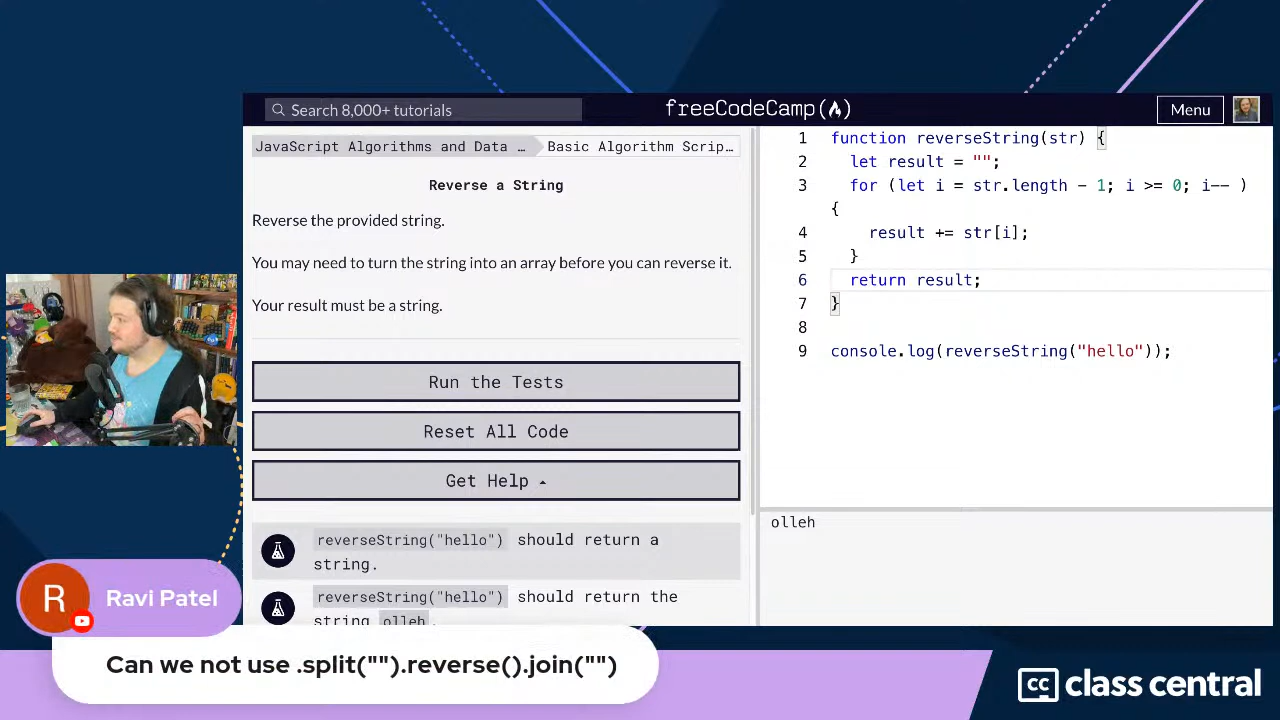 Search 8,000+ tutorials
freeCodeCamp
Menu
JavaScript Algorithms and Data …
Basic Algorithm Scrip…
Reverse a String
Reverse the provided string.
You may need to turn the string into an array before you can reverse it.
Your result must be a string.
Run the Tests
Reset All Code
Get Help
reverseString("hello") should return a
string.
reverseString("hello") should return the
string olleh.
1 function reverseString(str) {
2 let result = "";
3 for (let i = str.length - 1; i >= 0; i-- )
{
4 result += str[i];
5 }
6 return result;
7 }
8
9 console.log(reverseString("hello"));
olleh
R
Ravi Patel
Can we not use .split("").reverse().join("")
cc class central